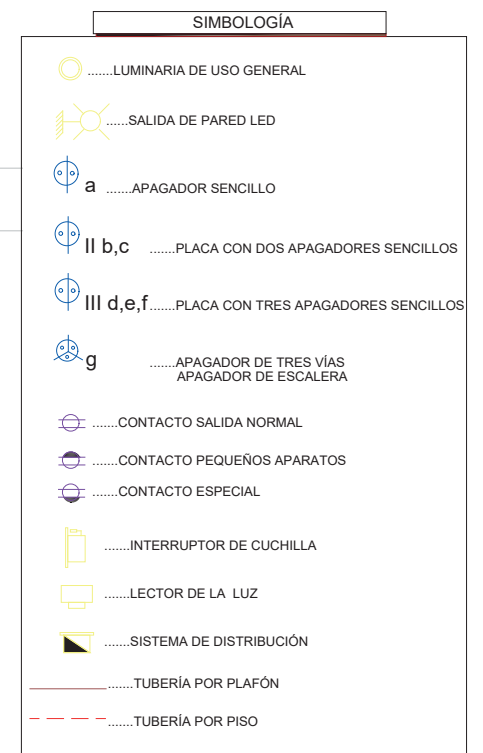 SIMBOLOGÍA
.......LUMINARIA DE USO GENERAL
......SALIDA DE PARED LED
a .......APAGADOR SENCILLO
II b,c .......PLACA CON DOS APAGADORES SENCILLOS
III d,e,f .......PLACA CON TRES APAGADORES SENCILLOS
g .......APAGADOR DE TRES VÍAS
APAGADOR DE ESCALERA
.......CONTACTO SALIDA NORMAL
.......CONTACTO PEQUEÑOS APARATOS
.......CONTACTO ESPECIAL
.......INTERRUPTOR DE CUCHILLA
.......LECTOR DE LA LUZ
.......SISTEMA DE DISTRIBUCIÓN
.......TUBERÍA POR PLAFÓN
.......TUBERÍA POR PISO